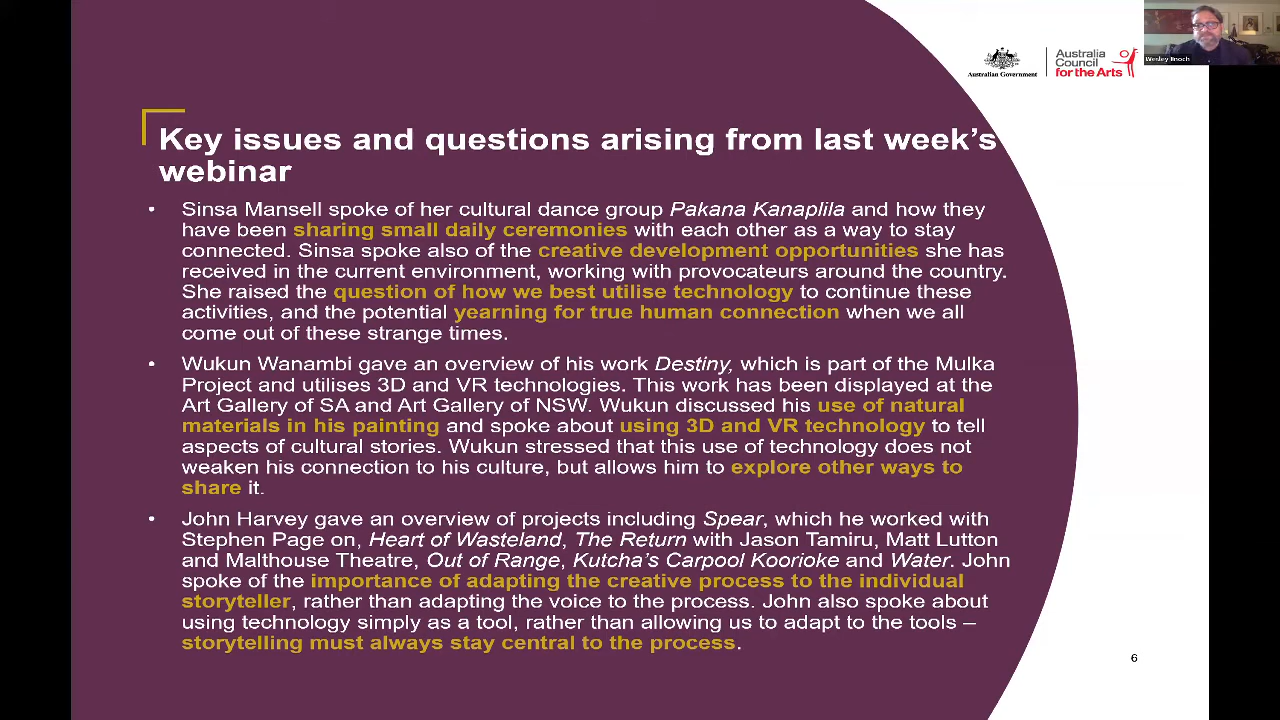 Australian Government
Australia
Council
for the Arts
Wesley Enoch
Key issues and questions arising from last week's
webinar
• Sinsa Mansell spoke of her cultural dance group Pakana Kanaplila and how they
have been sharing small daily ceremonies with each other as a way to stay
connected. Sinsa spoke also of the creative development opportunities she has
received in the current environment, working with provocateurs around the country.
She raised the question of how we best utilise technology to continue these
activities, and the potential yearning for true human connection when we all
come out of these strange times.
• Wukun Wanambi gave an overview of his work Destiny, which is part of the Mulka
Project and utilises 3D and VR technologies. This work has been displayed at the
Art Gallery of SA and Art Gallery of NSW. Wukun discussed his use of natural
materials in his painting and spoke about using 3D and VR technology to tell
aspects of cultural stories. Wukun stressed that this use of technology does not
weaken his connection to his culture, but allows him to explore other ways to
share it.
• John Harvey gave an overview of projects including Spear, which he worked with
Stephen Page on, Heart of Wasteland, The Return with Jason Tamiru, Matt Lutton
and Malthouse Theatre, Out of Range, Kutcha's Carpool Koorioke and Water. John
spoke of the importance of adapting the creative process to the individual
storyteller, rather than adapting the voice to the process. John also spoke about
using technology simply as a tool, rather than allowing us to adapt to the tools –
storytelling must always stay central to the process.
6